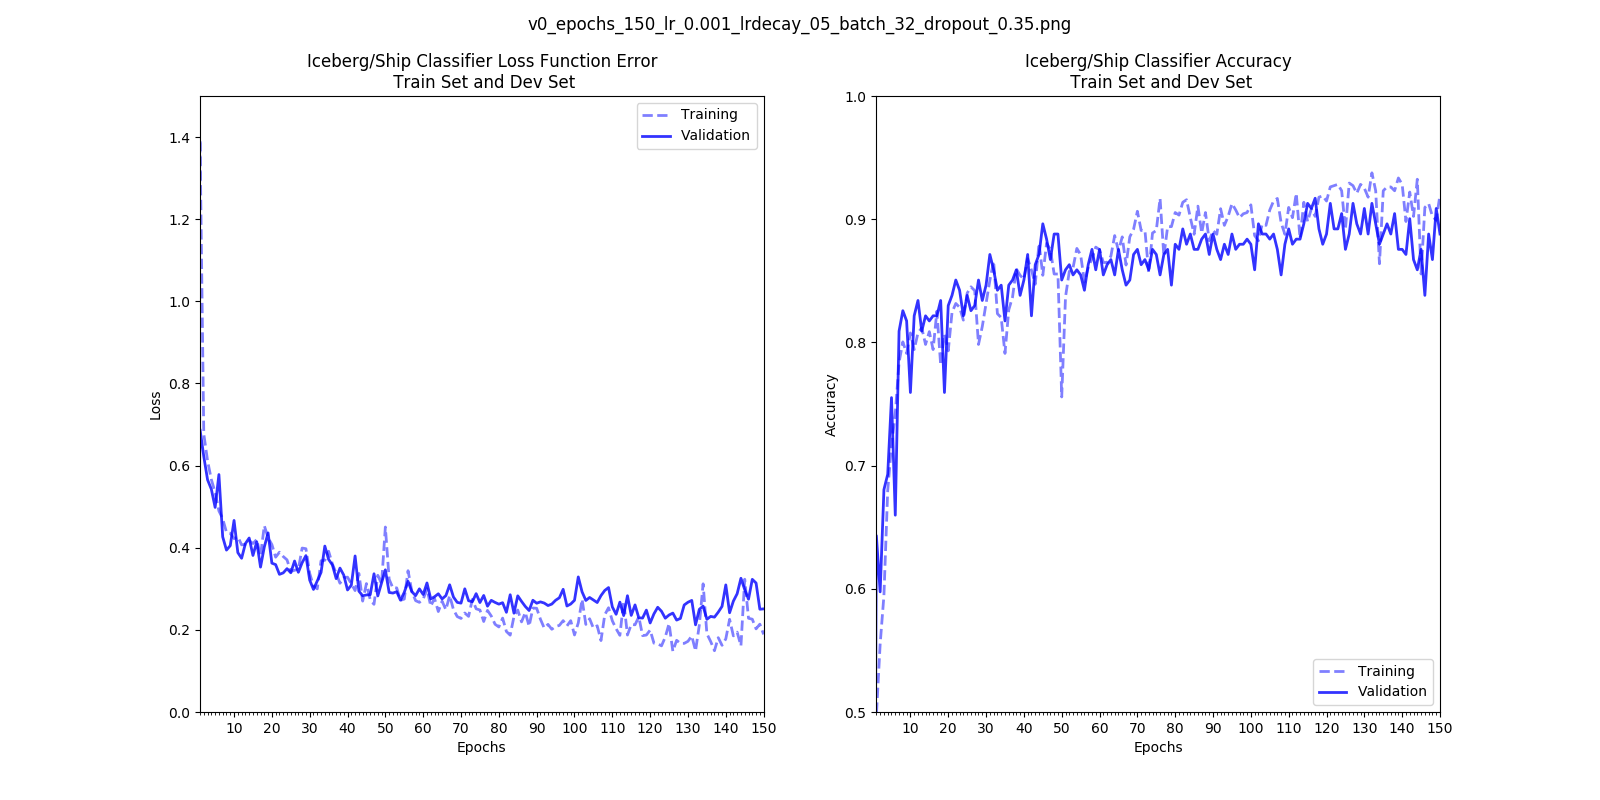 v0_epochs_150_lr_0.001_lrdecay_05_batch_32_dropout_0.35.png
Iceberg/Ship Classifier Loss Function Error
Train Set and Dev Set
Training
Validation
1.4
1.2
1.0
0.8
0.6
0.4
0.2
0.0
Loss
10 20 30 40 50 60 70 80 90 100 110 120 130 140 150
Epochs
Iceberg/Ship Classifier Accuracy
Train Set and Dev Set
1.0
0.9
0.8
0.7
0.6
0.5
Accuracy
Training
Validation
10 20 30 40 50 60 70 80 90 100 110 120 130 140 150
Epochs